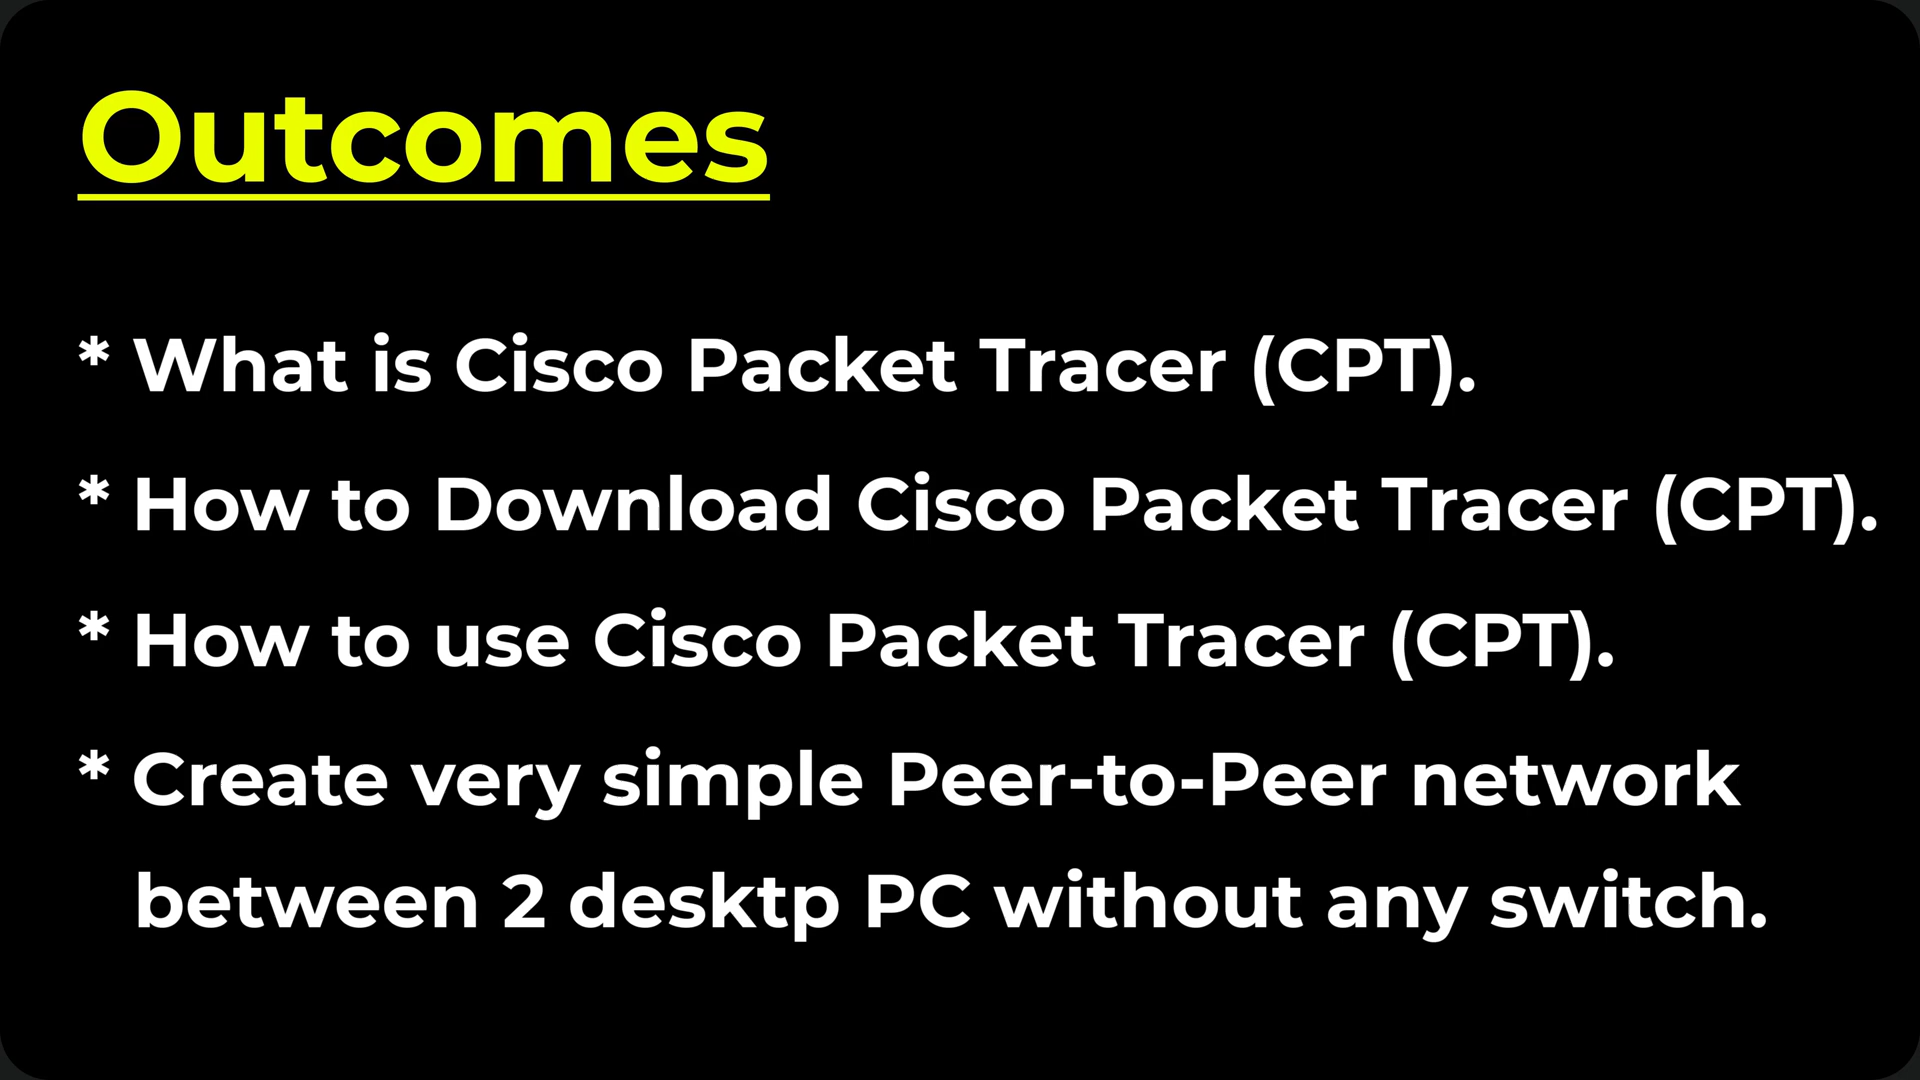 Outcomes
* What is Cisco Packet Tracer (CPT).
* How to Download Cisco Packet Tracer (CPT).
* How to use Cisco Packet Tracer (CPT).
* Create very simple Peer-to-Peer network
between 2 desktp PC without any switch.